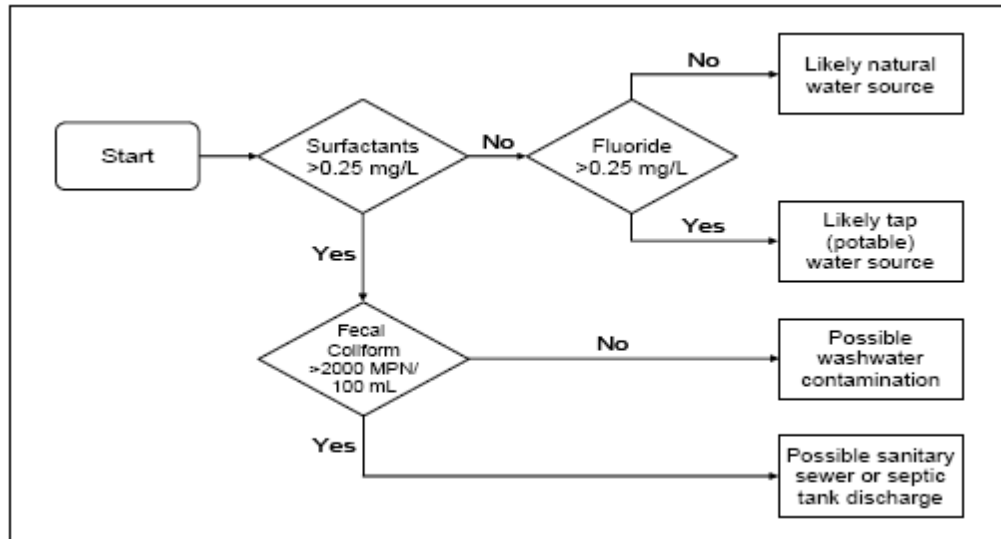 No
Likely natural
water source
Start
Surfactants
>0.25 mg/L
No
Fluoride
>0.25 mg/L
Yes
Likely tap
(potable)
water source
Yes
Fecal
Coliform
>2000 MPN/
100 mL
No
Possible
washwater
contamination
Yes
Possible sanitary
sewer or septic
tank discharge